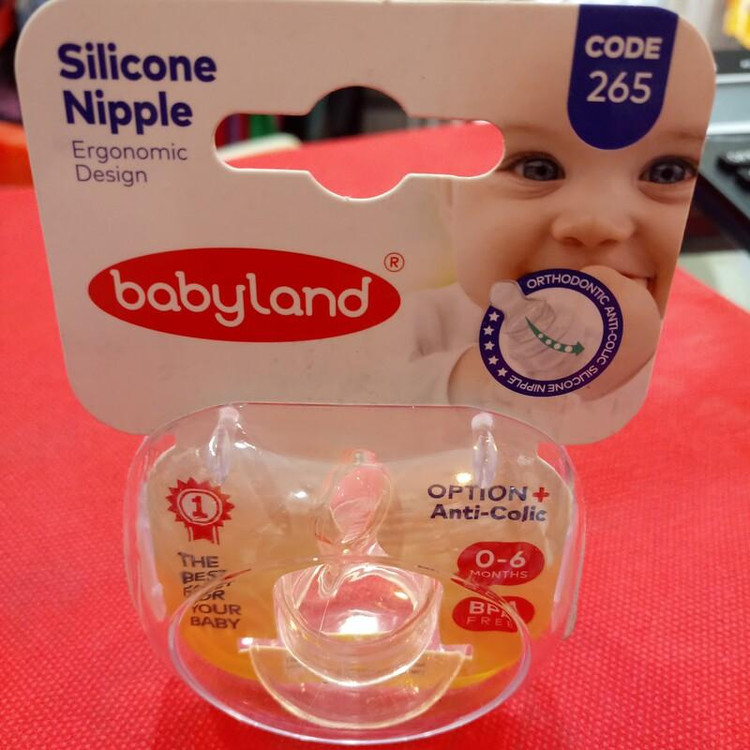 Silicone
Nipple
Ergonomic
Design
CODE
265
babyland®
ORTHODONTIC ANTI-COLIC SILICONE NIPPLE
1
THE
BEST
FOR
YOUR
BABY
OPTION+
Anti-Colic
0-6
MONTHS
BPA
FREE